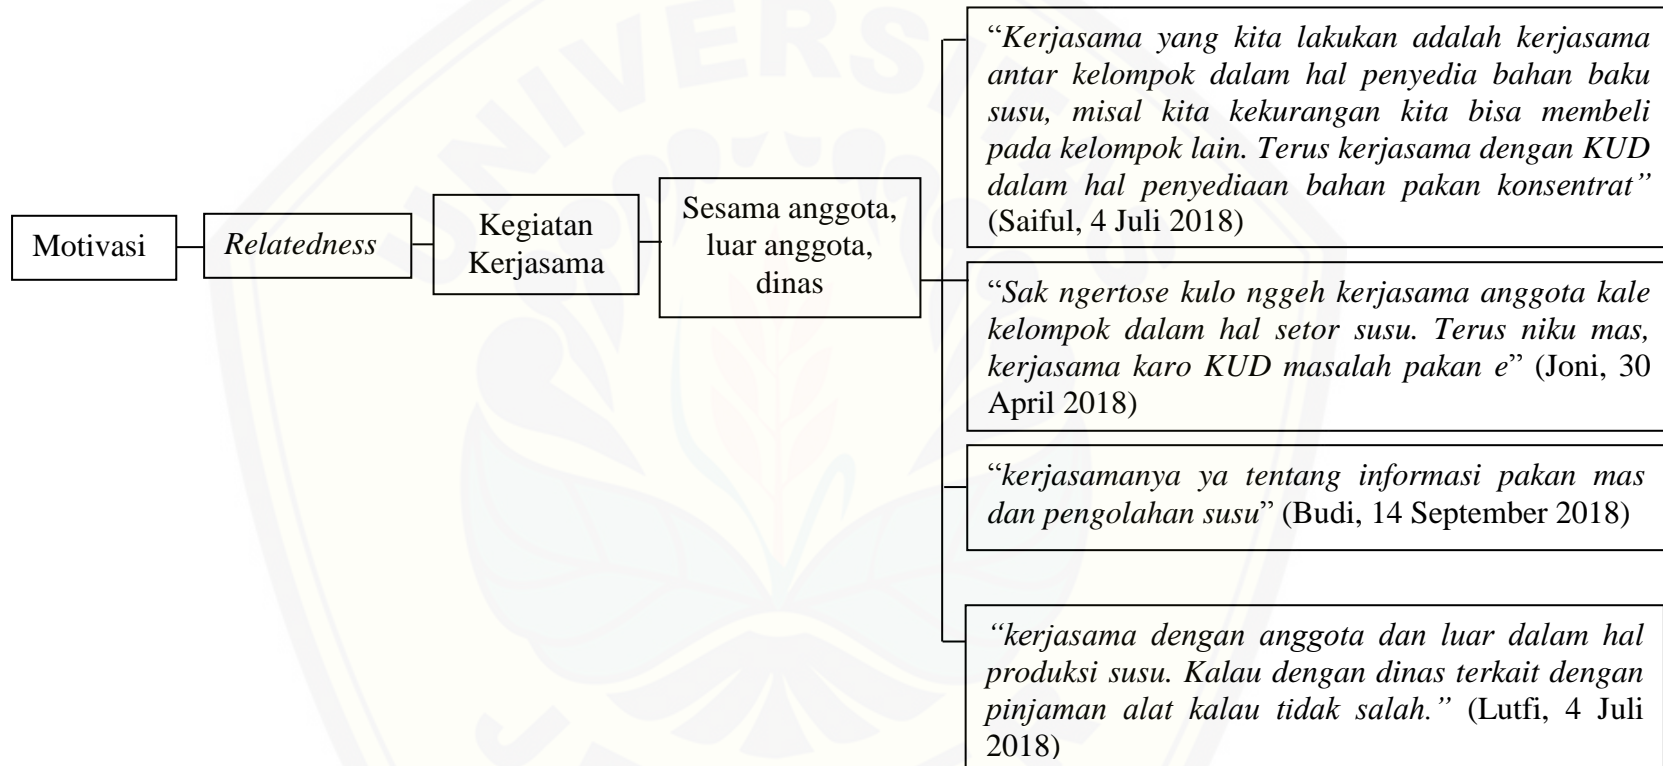 “Kerjasama yang kita lakukan adalah kerjasama
antar kelompok dalam hal penyedia bahan baku
susu, misal kita kekurangan kita bisa membeli
pada kelompok lain. Terus kerjasama dengan KUD
dalam hal penyediaan bahan pakan konsentrat”
(Saiful, 4 Juli 2018)
Motivasi
Relatedness
Kegiatan
Kerjasama
Sesama anggota,
luar anggota,
dinas
“Sak ngertose kulo nggeh kerjasama anggota kale
kelompok dalam hal setor susu. Terus niku mas,
kerjasama karo KUD masalah pakan e” (Joni, 30
April 2018)
“kerjasamanya ya tentang informasi pakan mas
dan pengolahan susu” (Budi, 14 September 2018)
“kerjasama dengan anggota dan luar dalam hal
produksi susu. Kalau dengan dinas terkait dengan
pinjaman alat kalau tidak salah.” (Lutfi, 4 Juli
2018)
UNIVERSITAS
J